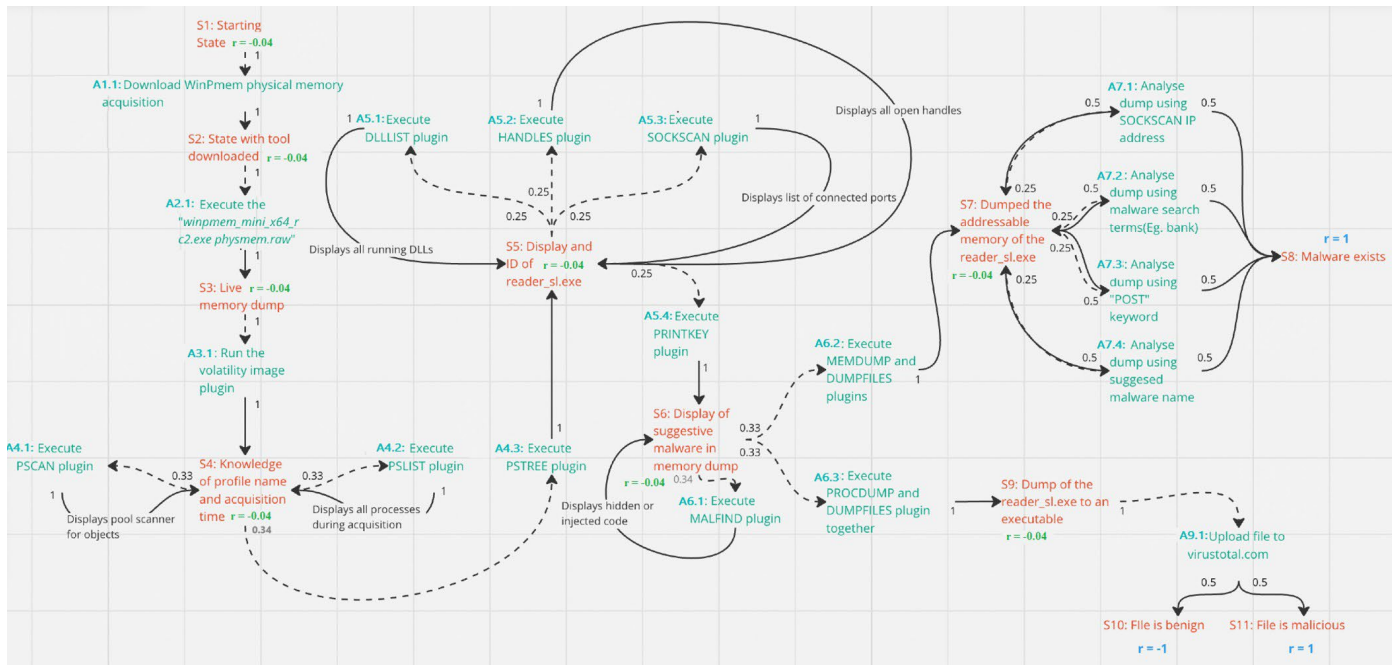 S1: Starting
State r = -0.04
1
A1.1: Download WinPmem physical memory
acquisition
1
S2: State with tool
downloaded r = -0.04
1
A2.1: Execute the
"winpmem_mini_x64_r
c2.exe physmem.raw"
1
S3: Live r = -0.04
memory dump
1
A3.1: Run the
volatility image
plugin
1
A4.1: Execute
PSCAN plugin
0.33
1
Displays pool scanner
for objects
S4: Knowledge
of profile name
and acquisition
time r = -0.04
0.34
0.33
A4.2: Execute
PSLIST plugin
1
Displays all processes
during acquisition
A4.3: Execute
PSTREE plugin
1
1
A5.1: Execute
DLLLIST plugin
Displays all running DLLs
1
A5.2: Execute
HANDLES plugin
Displays all open handles
A5.3: Execute
SOCKSCAN plugin
1
Displays list of connected ports
0.25
0.25
0.25
S5: Display and
ID of r = -0.04
reader_sl.exe
0.25
A5.4: Execute
PRINTKEY
plugin
1
S6: Display of
suggestive
malware in
memory dump
r = -0.04
0.34
0.33
0.33
Displays hidden or
injected code
A6.1: Execute
MALFIND plugin
1
A6.2: Execute
MEMDUMP and
DUMPFILES
plugins
1
A6.3: Execute
PROCDUMP and
DUMPFILES plugin
together
1
S7: Dumped the
addressable
memory of the
reader_sl.exe
r = -0.04
0.25
0.25
0.25
0.25
0.5
A7.1: Analyse
dump using
SOCKSCAN IP
address
0.5
0.5
A7.2: Analyse
dump using
malware search
terms(Eg. bank)
0.5
0.5
A7.3: Analyse
dump using
"POST"
keyword
0.5
0.5
A7.4: Analyse
dump using
suggesed
malware name
0.5
r = 1
S8: Malware exists
S9: Dump of the
reader_sl.exe to an
executable
r = -0.04
1
A9.1:Upload file to
virustotal.com
0.5
0.5
S10: FIle is benign
r = -1
S11: File is malicious
r = 1